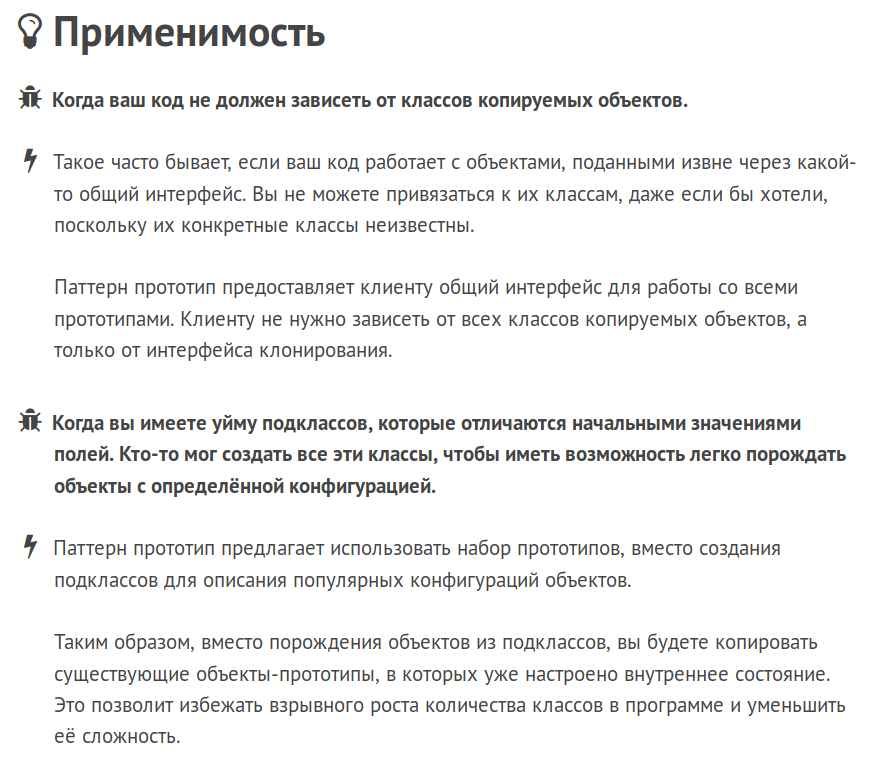 Применимость
Когда ваш код не должен зависеть от классов копируемых объектов.
Такое часто бывает, если ваш код работает с объектами, поданными извне через какой-
то общий интерфейс. Вы не можете привязаться к их классам, даже если бы хотели,
поскольку их конкретные классы неизвестны.
Паттерн прототип предоставляет клиенту общий интерфейс для работы со всеми
прототипами. Клиенту не нужно зависеть от всех классов копируемых объектов, а
только от интерфейса клонирования.
Когда вы имеете уйму подклассов, которые отличаются начальными значениями
полей. Кто-то мог создать все эти классы, чтобы иметь возможность легко порождать
объекты с определённой конфигурацией.
Паттерн прототип предлагает использовать набор прототипов, вместо создания
подклассов для описания популярных конфигураций объектов.
Таким образом, вместо порождения объектов из подклассов, вы будете копировать
существующие объекты-прототипы, в которых уже настроено внутреннее состояние.
Это позволит избежать взрывного роста количества классов в программе и уменьшить
её сложность.